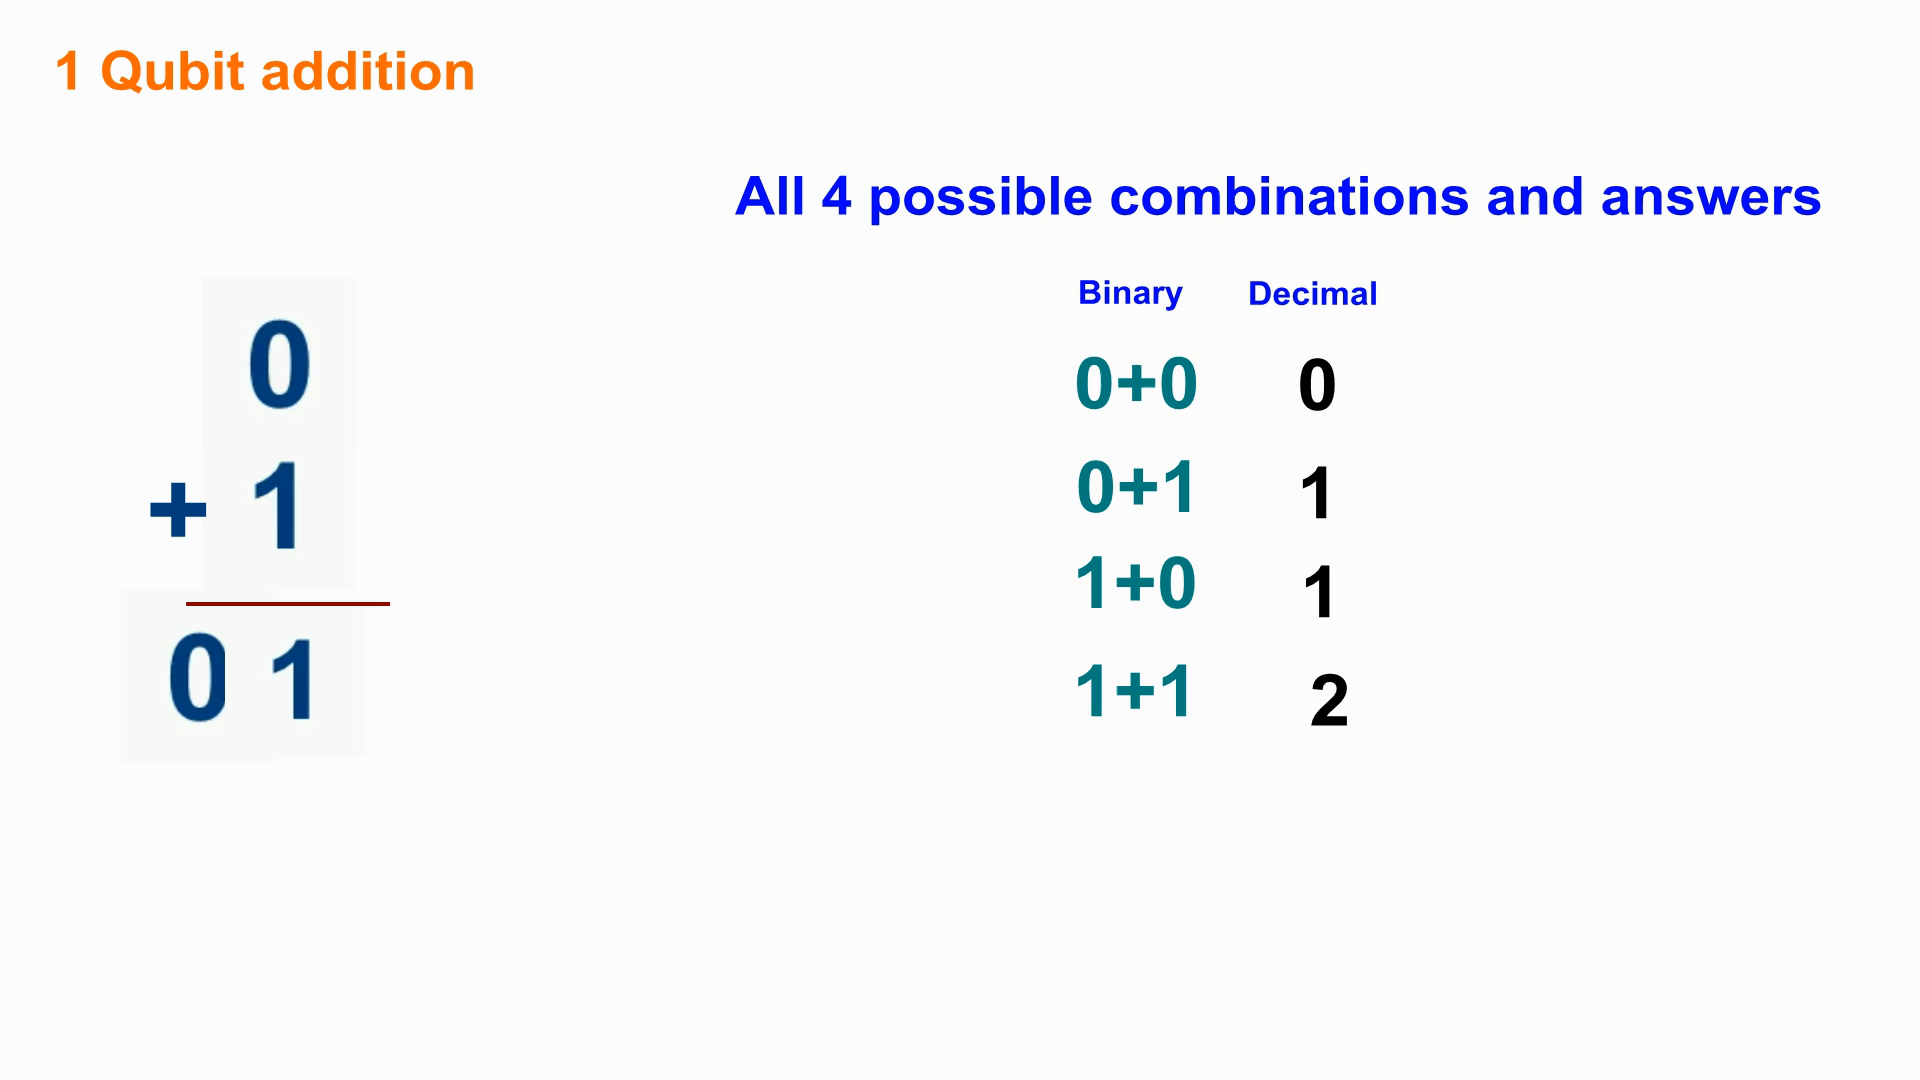 1 Qubit addition
All 4 possible combinations and answers
0
+ 1
0 1
Binary Decimal
0+0 0
0+1 1
1+0 1
1+1 2